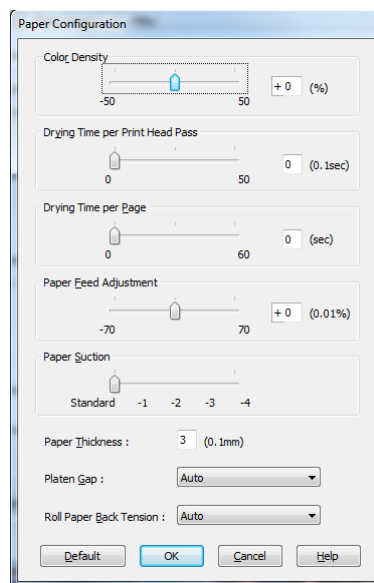 Paper Configuration
Color Density
-50 50 + 0 (%)
Drying Time per Print Head Pass
0 50 0 (0.1sec)
Drying Time per Page
0 60 0 (sec)
Paper Feed Adjustment
-70 70 + 0 (0.01%)
Paper Suction
Standard -1 -2 -3 -4
Paper Thickness : 3 (0.1mm)
Platen Gap : Auto
Roll Paper Back Tension : Auto
Default OK Cancel Help